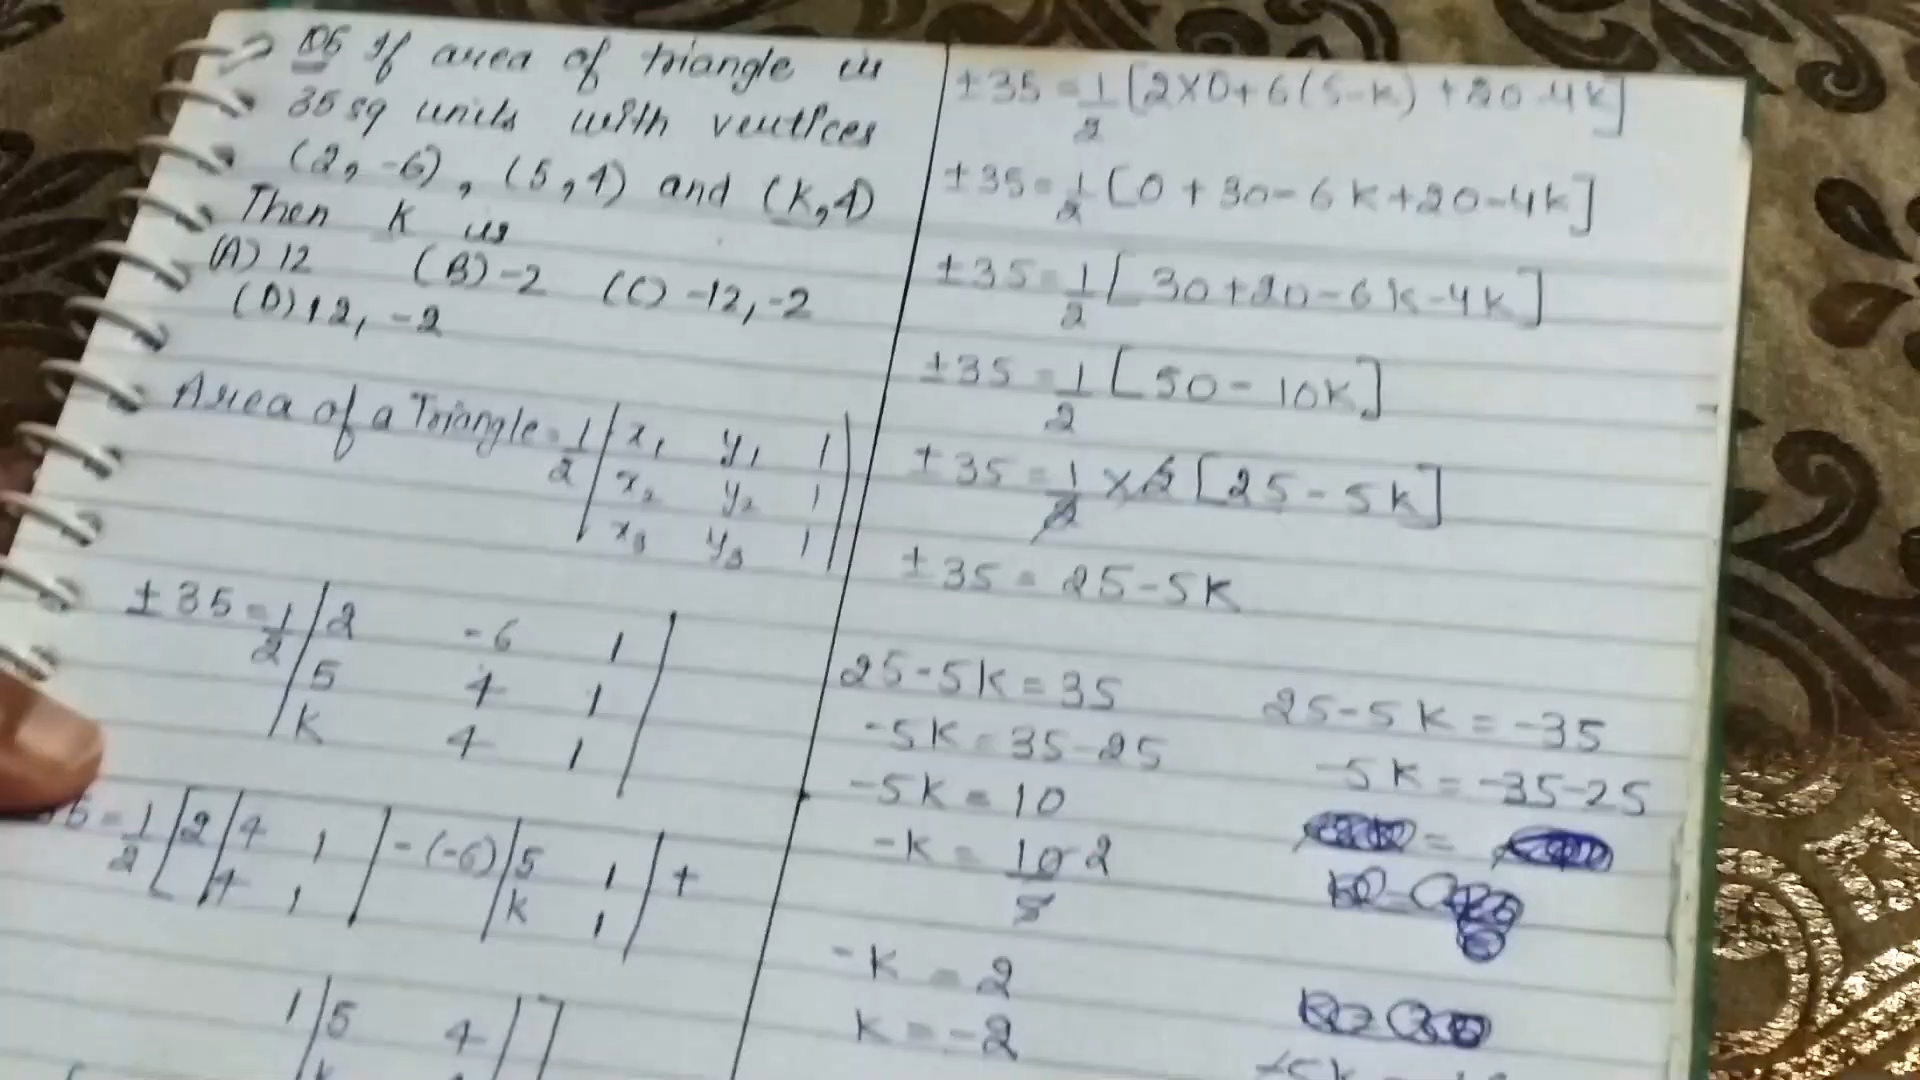 Q5 If area of triangle is
35 sq units with vertices
(2, -6), (5, 4) and (k, 4)
Then K is
(A) 12 (B) -2 (C) -12, -2
(D) 12, -2
Area of a Triangle = 1/2 | x₁ y₁ 1 |
| x₂ y₂ 1 |
| x₃ y₃ 1 |
± 35 = 1/2 | 2 -6 1 |
| 5 4 1 |
| K 4 1 |
35 = 1/2 [ 2 | 4 1 | - (-6) | 5 1 | +
| 4 1 | | k 1 |
1 | 5 4 | ]
± 35 = 1/2 [2×0 + 6(5-k) + 20-4k]
± 35 = 1/2 [0 + 30 - 6k + 20 - 4k]
± 35 = 1/2 [30 + 20 - 6k - 4k]
± 35 = 1/2 [50 - 10k]
± 35 = 1/2 × 2 [25 - 5k]
± 35 = 25 - 5K
25 - 5K = 35
-5K = 35 - 25
-5K = 10
-K = 10/5 2
-K = 2
K = -2
25 - 5K = -35
-5K = -35 - 25